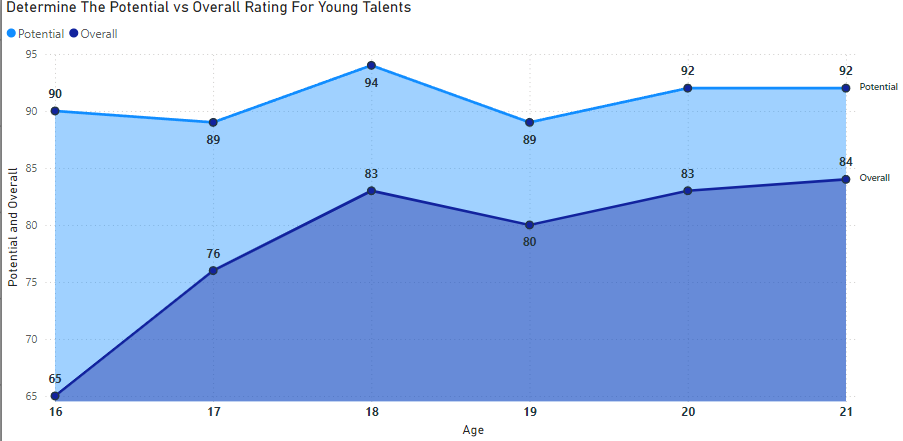 Determine The Potential vs Overall Rating For Young Talents
Potential Overall
95
90
85
80
75
70
65
Potential and Overall
90
89
94
89
92
92
Potential
65
76
83
80
83
84
Overall
16 17 18 19 20 21
Age